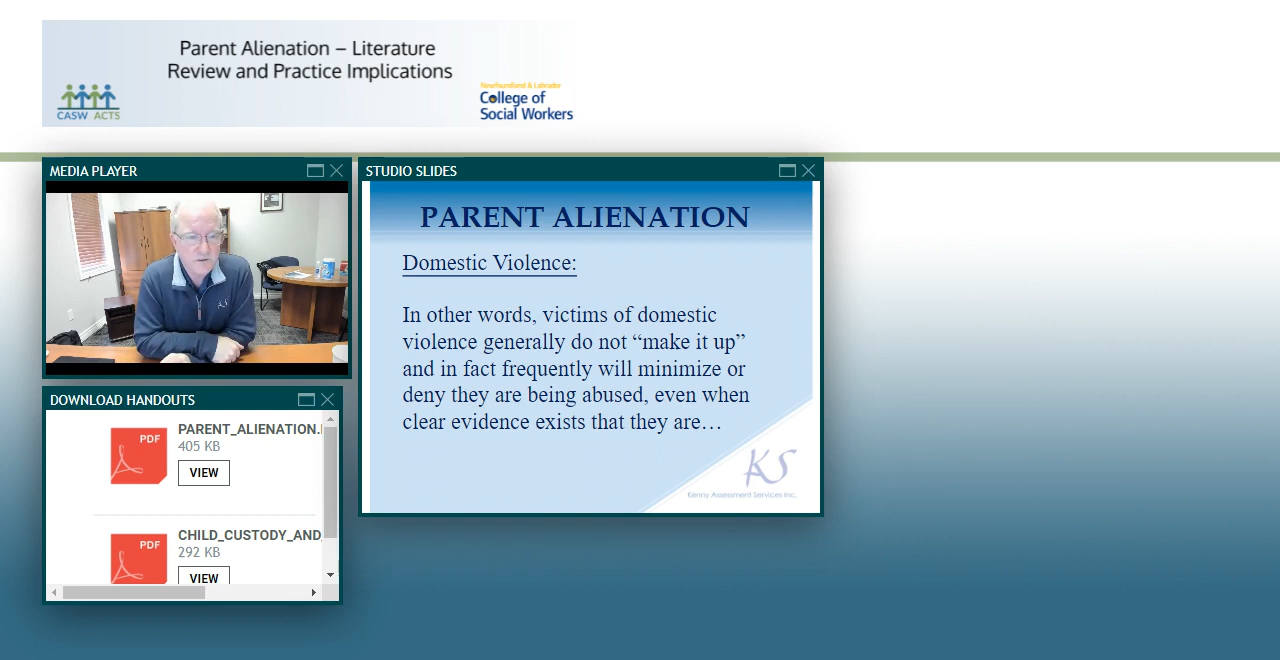 Parent Alienation – Literature
Review and Practice Implications
CASW ACTS
Newfoundland & Labrador
College of
Social Workers
MEDIA PLAYER
KS
STUDIO SLIDES
PARENT ALIENATION
Domestic Violence:
In other words, victims of domestic
violence generally do not “make it up”
and in fact frequently will minimize or
deny they are being abused, even when
clear evidence exists that they are…
KS
Kenny Assessment Services Inc.
DOWNLOAD HANDOUTS
PDF
PARENT_ALIENATION.
405 KB
VIEW
PDF
CHILD_CUSTODY_AND_
292 KB
VIEW